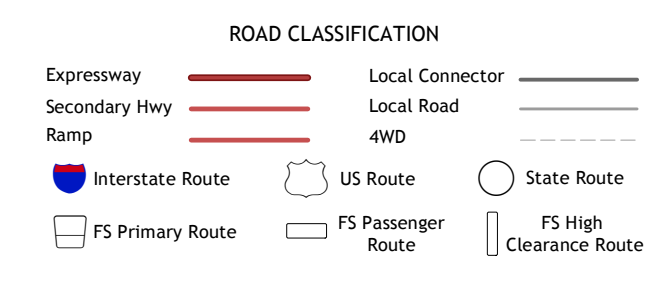 ROAD CLASSIFICATION
Expressway
Local Connector
Secondary Hwy
Local Road
Ramp
4WD
Interstate Route
US Route
State Route
FS Primary Route
FS Passenger
Route
FS High
Clearance Route